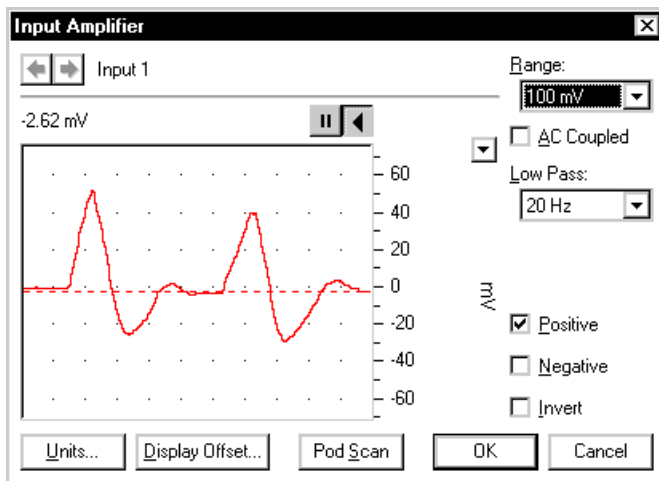 Input Amplifier
Input 1
-2.62 mV
60
40
20
0
-20
-40
-60
mV
Range:
100 mV
AC Coupled
Low Pass:
20 Hz
Positive
Negative
Invert
Units...
Display Offset...
Pod Scan
OK
Cancel